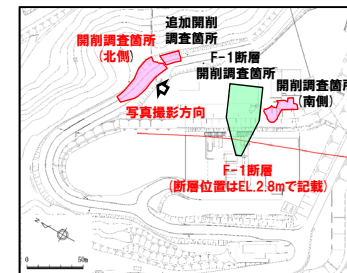 追加開削
調査箇所
開削調査箇所
(北側)
F-1断層
開削調査箇所
開削調査箇所
(南側)
写真撮影方向
F-1断層
(断層位置はEL.2.8mで記載)
N
0 50m